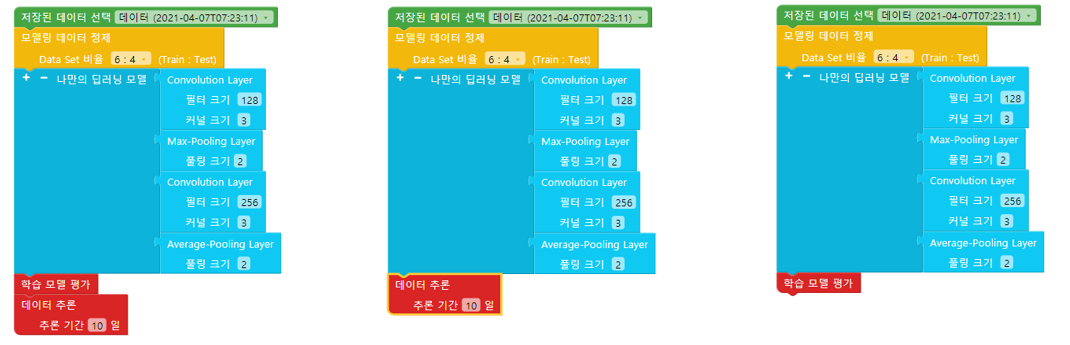 저장된 데이터 선택 데이터 (2021-04-07T07:23:11)
모델링 데이터 정제
Data Set 비율 6 : 4 (Train : Test)
+ − 나만의 딥러닝 모델 Convolution Layer
필터 크기 128
커널 크기 3
Max-Pooling Layer
풀링 크기 2
Convolution Layer
필터 크기 256
커널 크기 3
Average-Pooling Layer
풀링 크기 2
학습 모델 평가
데이터 추론
추론 기간 10 일
저장된 데이터 선택 데이터 (2021-04-07T07:23:11)
모델링 데이터 정제
Data Set 비율 6 : 4 (Train : Test)
+ − 나만의 딥러닝 모델 Convolution Layer
필터 크기 128
커널 크기 3
Max-Pooling Layer
풀링 크기 2
Convolution Layer
필터 크기 256
커널 크기 3
Average-Pooling Layer
풀링 크기 2
데이터 추론
추론 기간 10 일
저장된 데이터 선택 데이터 (2021-04-07T07:23:11)
모델링 데이터 정제
Data Set 비율 6 : 4 (Train : Test)
+ − 나만의 딥러닝 모델 Convolution Layer
필터 크기 128
커널 크기 3
Max-Pooling Layer
풀링 크기 2
Convolution Layer
필터 크기 256
커널 크기 3
Average-Pooling Layer
풀링 크기 2
학습 모델 평가